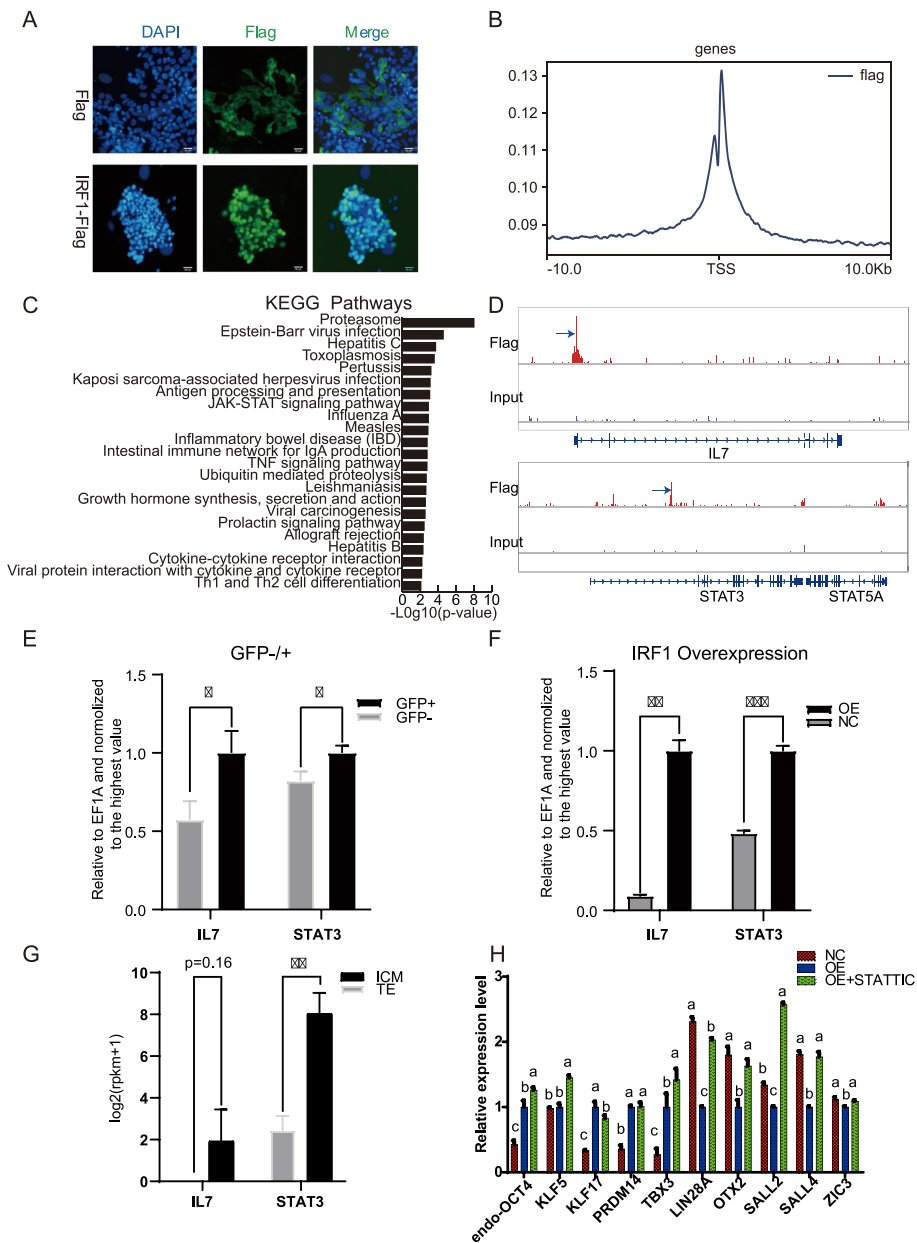 A
DAPI
Flag
Merge
Flag
IRF1-Flag
B
genes
flag
0.13
0.12
0.11
0.10
0.09
-10.0
TSS
10.0Kb
C
KEGG Pathways
Proteasome
Epstein-Barr virus infection
Hepatitis C
Toxoplasmosis
Pertussis
Kaposi sarcoma-associated herpesvirus infection
Antigen processing and presentation
JAK-STAT signaling pathway
Influenza A
Measles
Inflammatory bowel disease (IBD)
Intestinal immune network for IgA production
TNF signaling pathway
Ubiquitin mediated proteolysis
Leishmaniasis
Growth hormone synthesis, secretion and action
Viral carcinogenesis
Prolactin signaling pathway
Allograft rejection
Hepatitis B
Cytokine-cytokine receptor interaction
Viral protein interaction with cytokine and cytokine receptor
Th1 and Th2 cell differentiation
0 2 4 6 8 10
-L0g10(p-value)
D
Flag
Input
IL7
Flag
Input
STAT3
STAT5A
E
GFP-/+
Relative to EF1A and normolized
to the highest value
1.5
1.0
0.5
0.0
GFP+
GFP-
IL7
STAT3
F
IRF1 Overexpression
Relative to EF1A and normolized
to the highest value
1.5
1.0
0.5
0.0
OE
NC
IL7
STAT3
G
p=0.16
log2(rpkm+1)
10
8
6
4
2
0
ICM
TE
IL7
STAT3
H
NC
OE
OE+STATTIC
Relative expression level
3
2
1
0
c b a
b b a
c a b
b a a
c b a
a c b
a b a
b c a
a b a
a b a
endo-OCT4
KLF5
KLF17
PRDM14
TBX3
LIN28A
OTX2
SALL2
SALL4
ZIC3